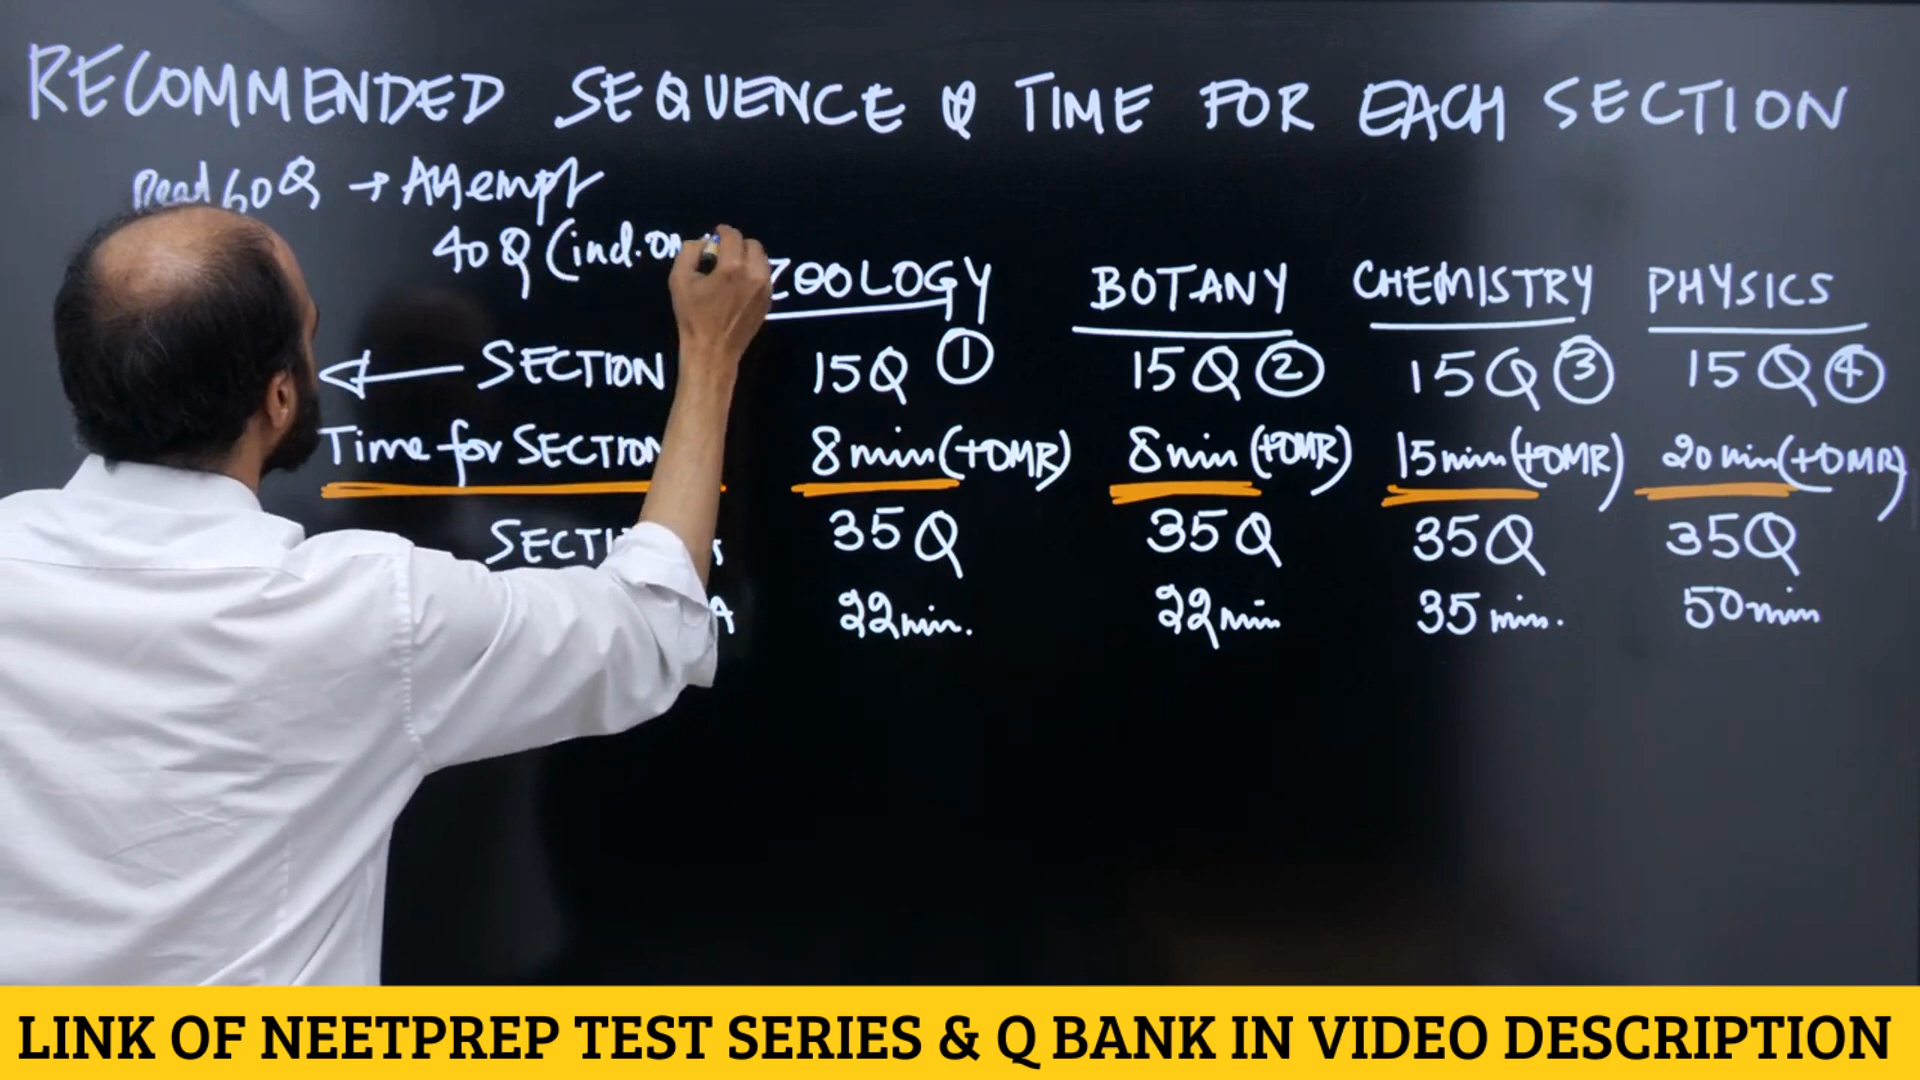 RECOMMENDED SEQUENCE & TIME FOR EACH SECTION
Read 60Q → Attempt
40Q (incl.
ZOOLOGY BOTANY CHEMISTRY PHYSICS
← SECTION 15Q ① 15Q ② 15Q ③ 15Q ④
Time for SECTION 8 min (+OMR) 8 min (+OMR) 15 min (+OMR) 20 min (+OMR)
35Q 35Q 35Q 35Q
A 22 min. 22 min 35 min. 50 min
LINK OF NEETPREP TEST SERIES & Q BANK IN VIDEO DESCRIPTION